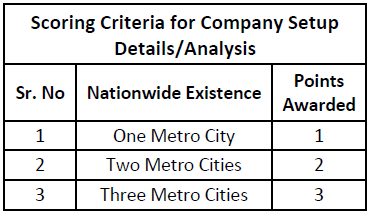 Scoring Criteria for Company Setup
Details/Analysis
Sr. No Nationwide Existence Points Awarded
1 One Metro City 1
2 Two Metro Cities 2
3 Three Metro Cities 3